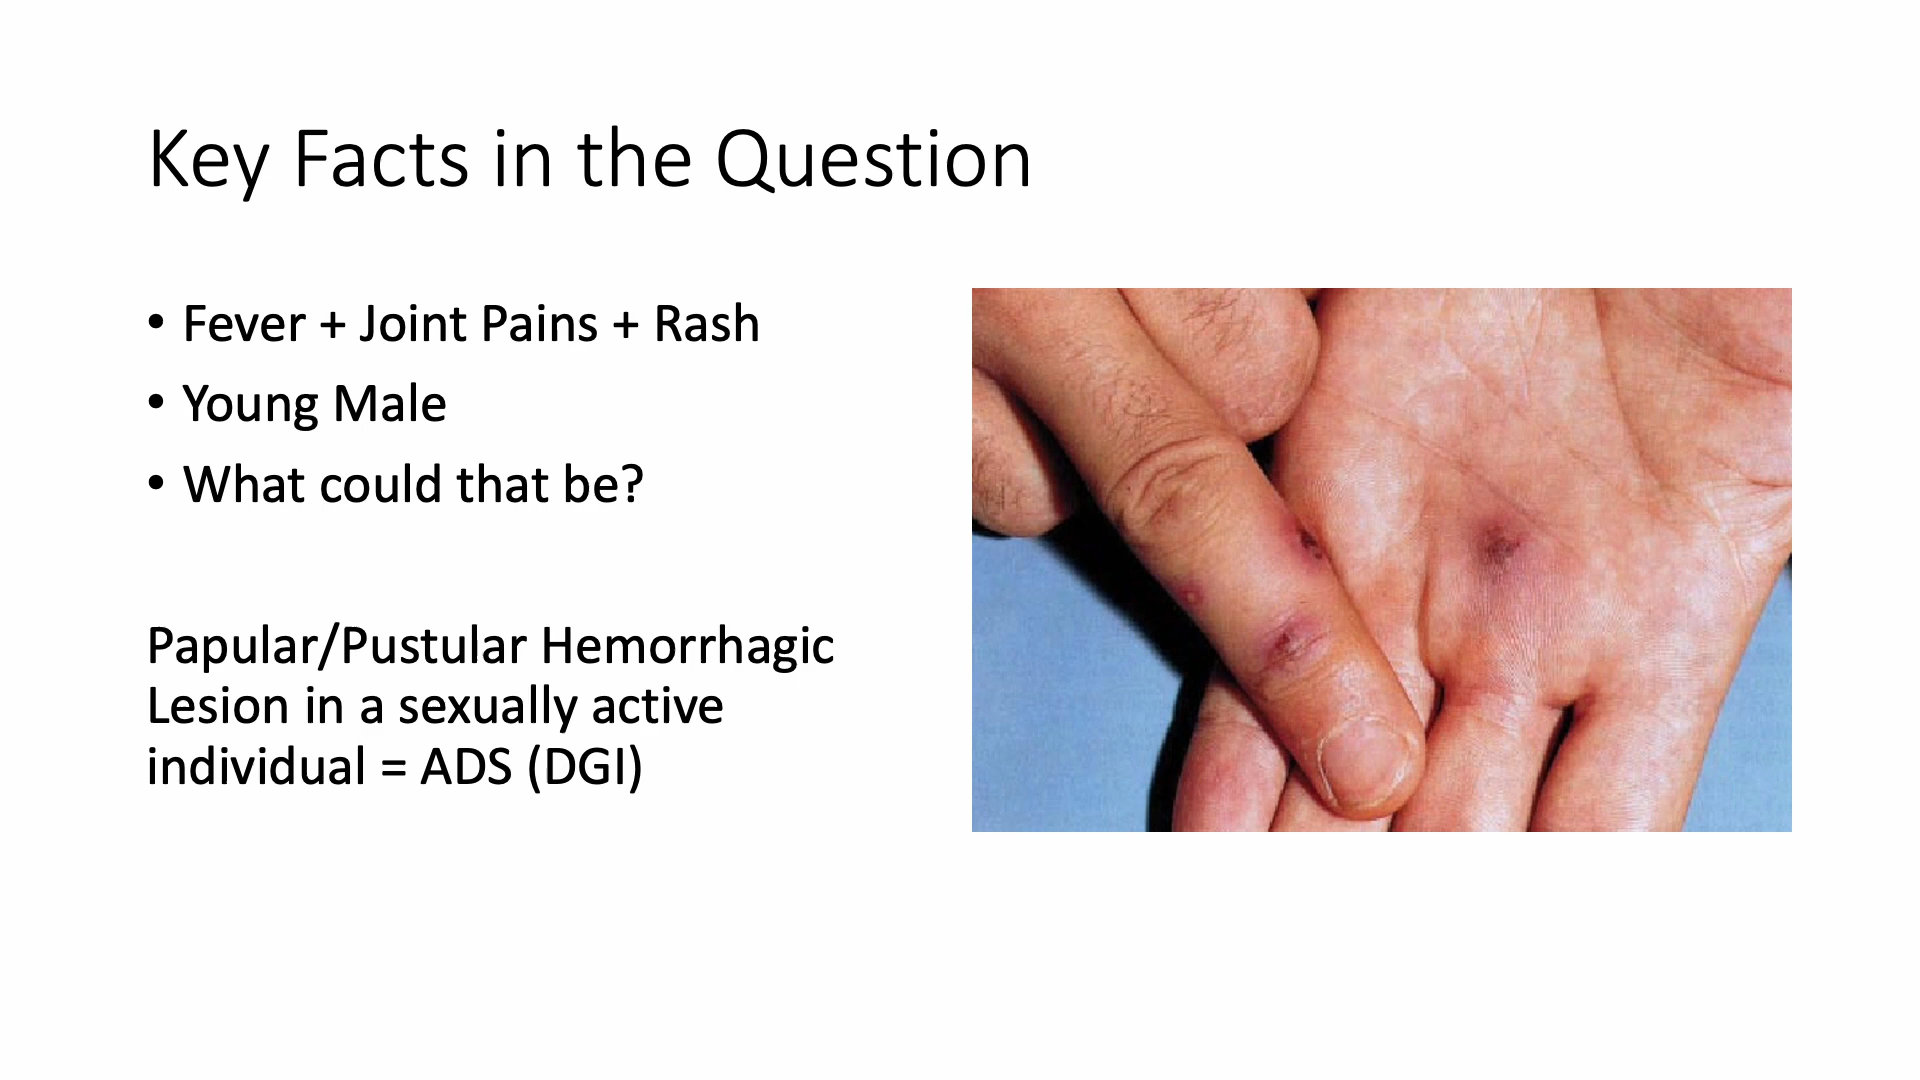 Key Facts in the Question
• Fever + Joint Pains + Rash
• Young Male
• What could that be?
Papular/Pustular Hemorrhagic
Lesion in a sexually active
individual = ADS (DGI)